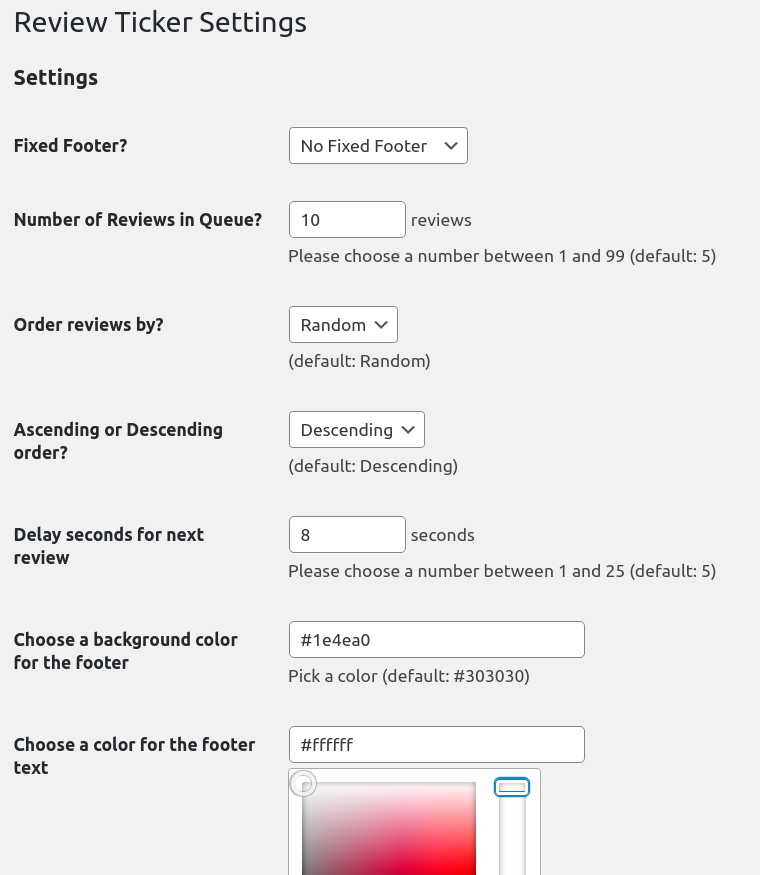 Review Ticker Settings
Settings
Fixed Footer?
No Fixed Footer
Number of Reviews in Queue?
10 reviews
Please choose a number between 1 and 99 (default: 5)
Order reviews by?
Random
(default: Random)
Ascending or Descending
order?
Descending
(default: Descending)
Delay seconds for next
review
8 seconds
Please choose a number between 1 and 25 (default: 5)
Choose a background color
for the footer
#1e4ea0
Pick a color (default: #303030)
Choose a color for the footer
text
#ffffff